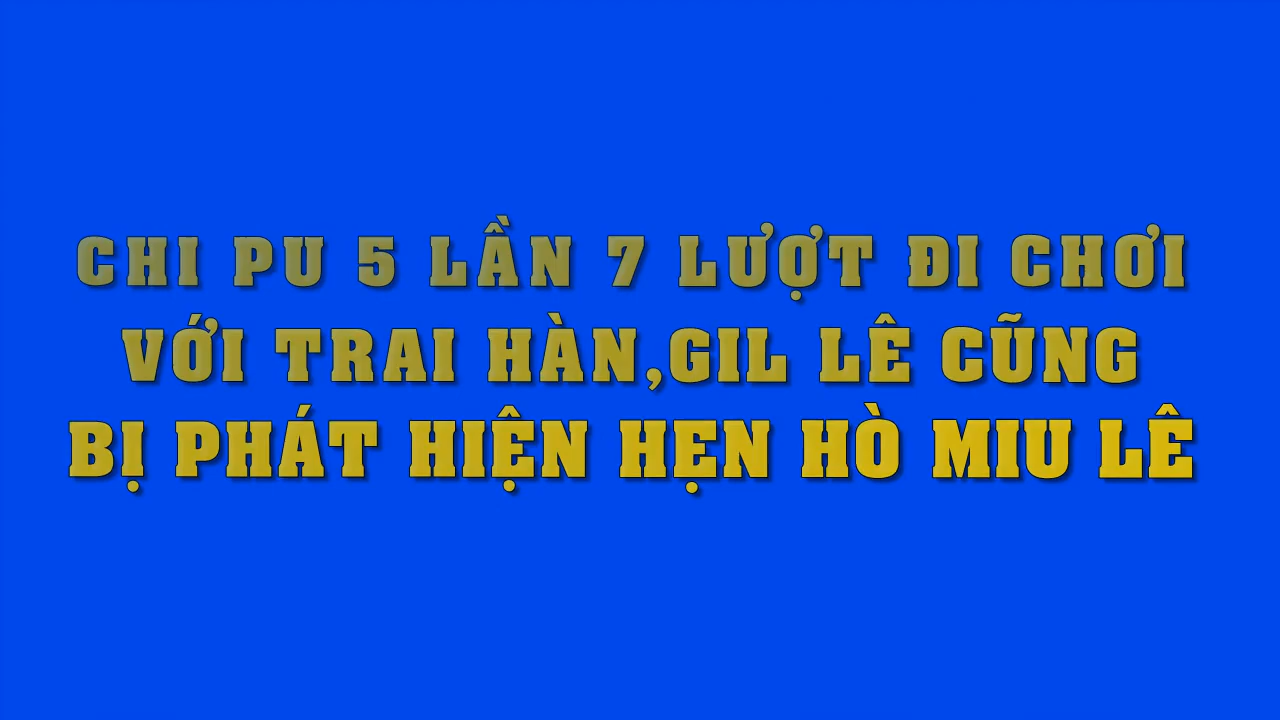 CHI PU 5 LẦN 7 LƯỢT ĐI CHƠI
VỚI TRAI HÀN,GIL LÊ CŨNG
BỊ PHÁT HIỆN HẸN HÒ MIU LÊ